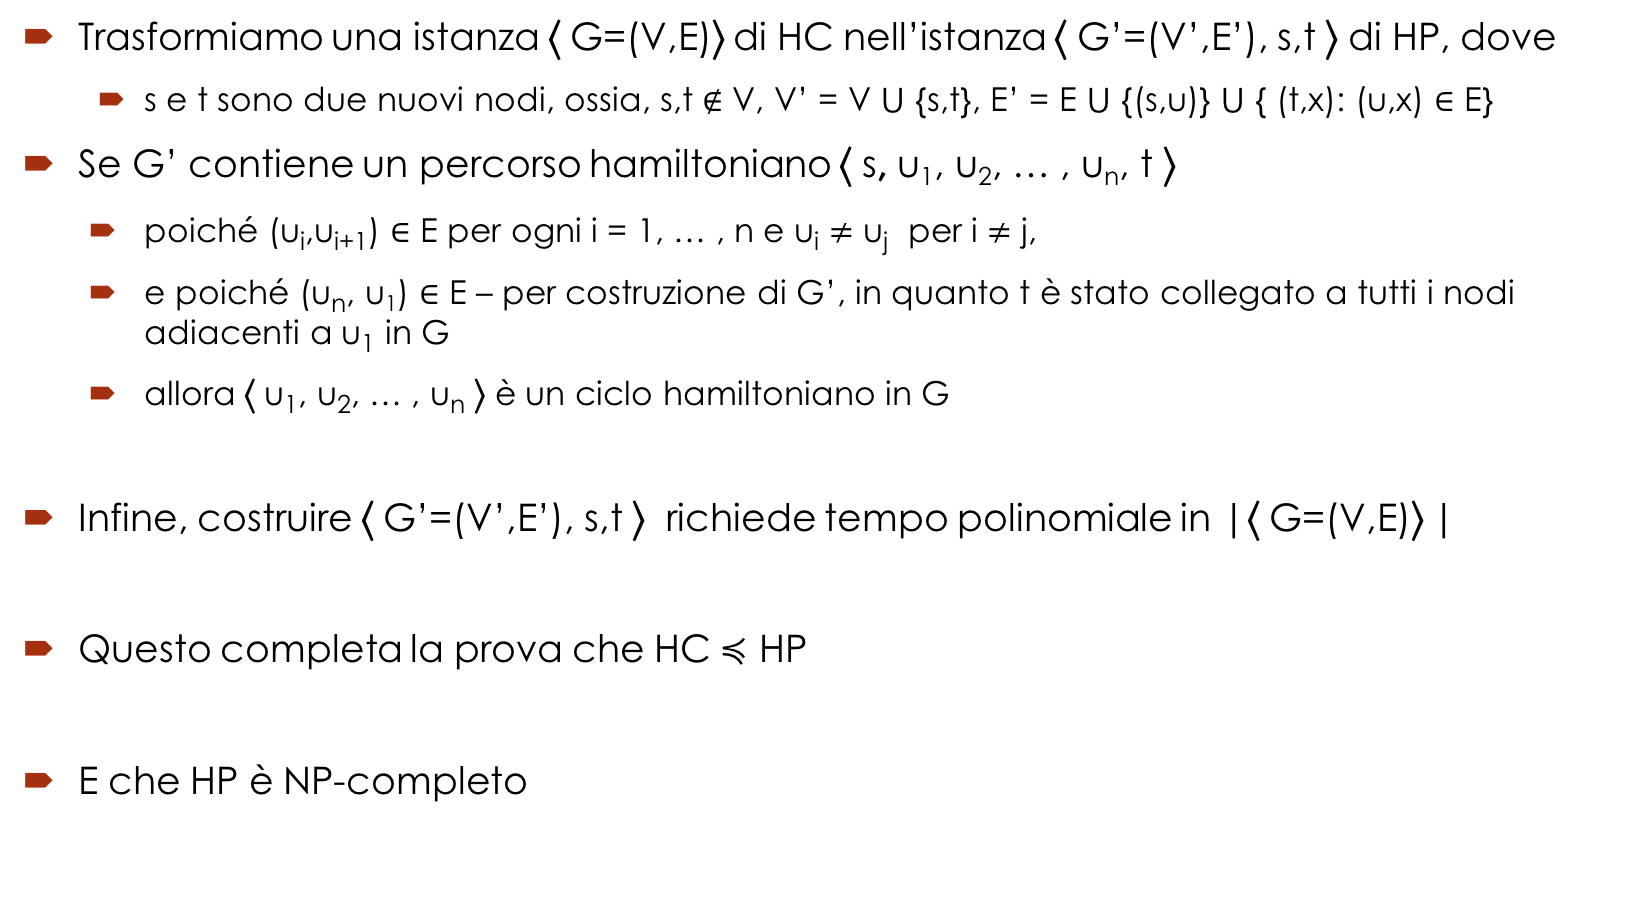 Trasformiamo una istanza ⟨ G=(V,E)⟩ di HC nell’istanza ⟨ G’=(V’,E’), s,t ⟩ di HP, dove
s e t sono due nuovi nodi, ossia, s,t ∉ V, V’ = V U {s,t}, E’ = E U {(s,u)} U { (t,x): (u,x) ∈ E}
Se G’ contiene un percorso hamiltoniano ⟨ s, u₁, u₂, … , uₙ, t ⟩
poiché (uᵢ,uᵢ₊₁) ∈ E per ogni i = 1, … , n e uᵢ ≠ uⱼ per i ≠ j,
e poiché (uₙ, u₁) ∈ E – per costruzione di G’, in quanto t è stato collegato a tutti i nodi
adiacenti a u₁ in G
allora ⟨ u₁, u₂, … , uₙ ⟩ è un ciclo hamiltoniano in G
Infine, costruire ⟨ G’=(V’,E’), s,t ⟩ richiede tempo polinomiale in |⟨ G=(V,E)⟩ |
Questo completa la prova che HC ≼ HP
E che HP è NP-completo